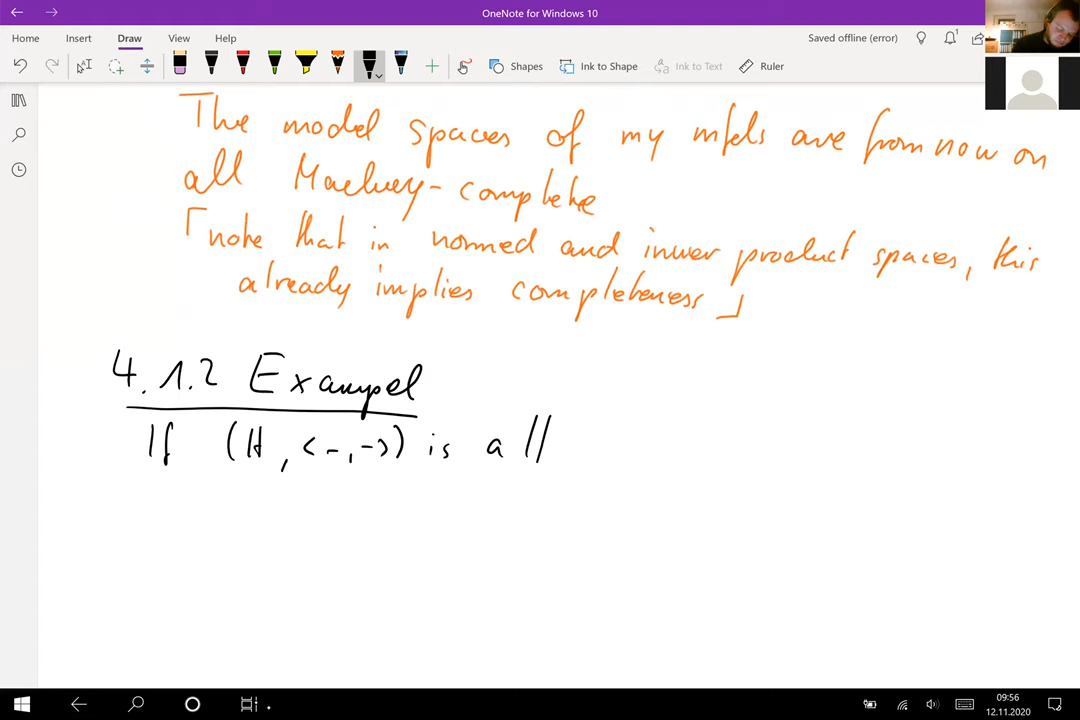 OneNote for Windows 10
Home Insert Draw View Help
Saved offline (error)
Shapes Ink to Shape Ink to Text Ruler
The model spaces of my mfds are from now on
all Mackey-complete
⌈note that in normed and inner product spaces, this
already implies completeness⌋
4.1.2 Exampel
If (H, <-,->) is a
09:56
12.11.2020